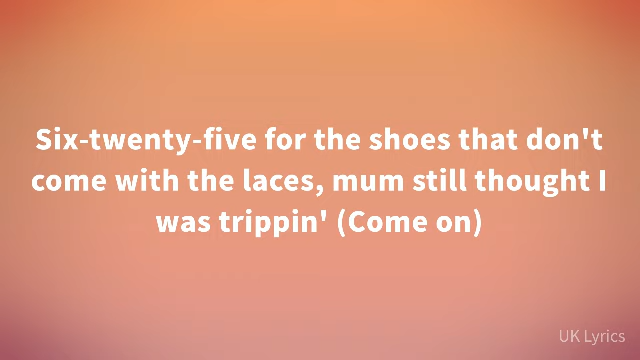 Six-twenty-five for the shoes that don't
come with the laces, mum still thought I
was trippin' (Come on)
UK Lyrics